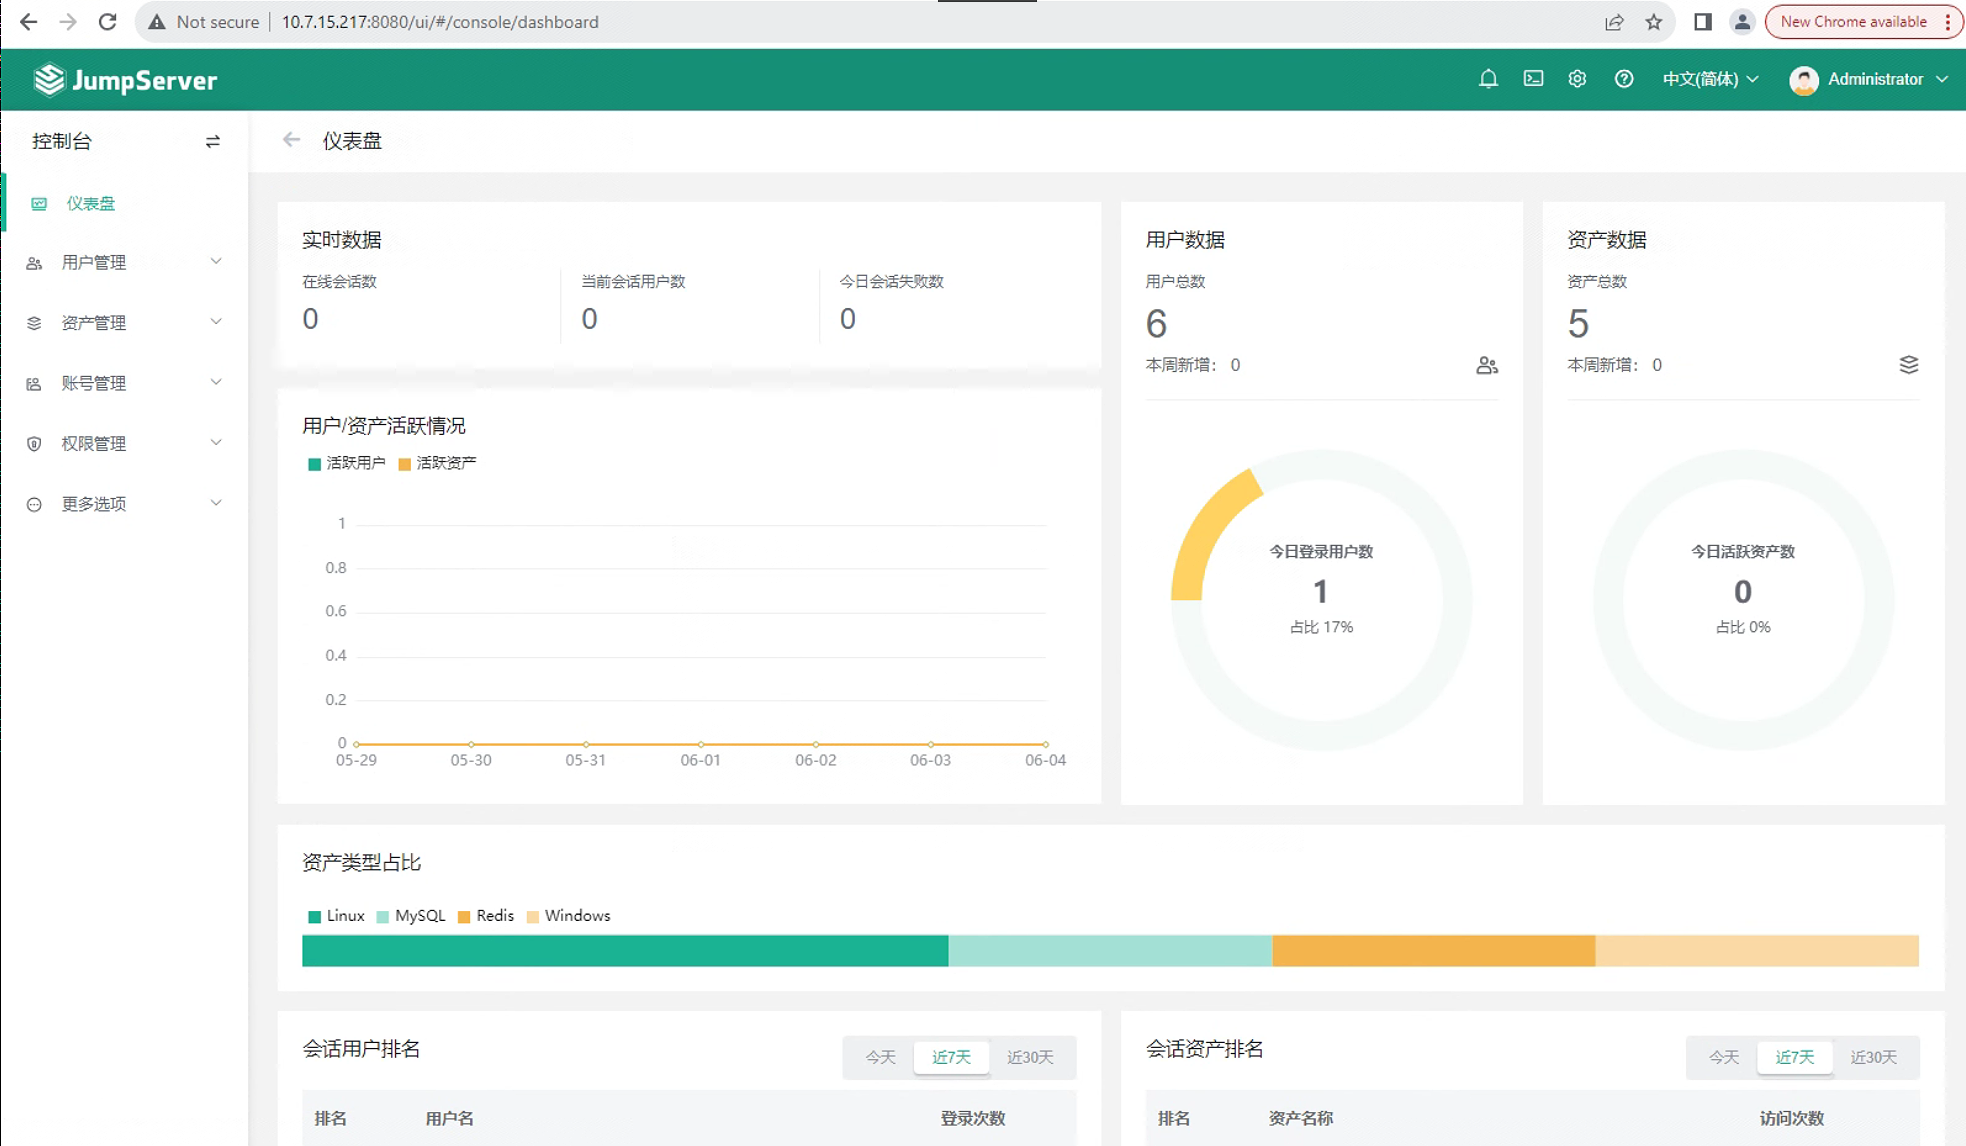 Not secure
10.7.15.217:8080/ui/#/console/dashboard
New Chrome available
JumpServer
中文(简体)
Administrator
控制台
仪表盘
仪表盘
用户管理
资产管理
账号管理
权限管理
更多选项
实时数据
在线会话数
当前会话用户数
今日会话失败数
0
0
0
用户/资产活跃情况
活跃用户
活跃资产
1
0.8
0.6
0.4
0.2
0
05-29
05-30
05-31
06-01
06-02
06-03
06-04
用户数据
用户总数
6
本周新增： 0
今日登录用户数
1
占比 17%
资产数据
资产总数
5
本周新增： 0
今日活跃资产数
0
占比 0%
资产类型占比
Linux
MySQL
Redis
Windows
会话用户排名
今天
近7天
近30天
排名
用户名
登录次数
会话资产排名
今天
近7天
近30天
排名
资产名称
访问次数